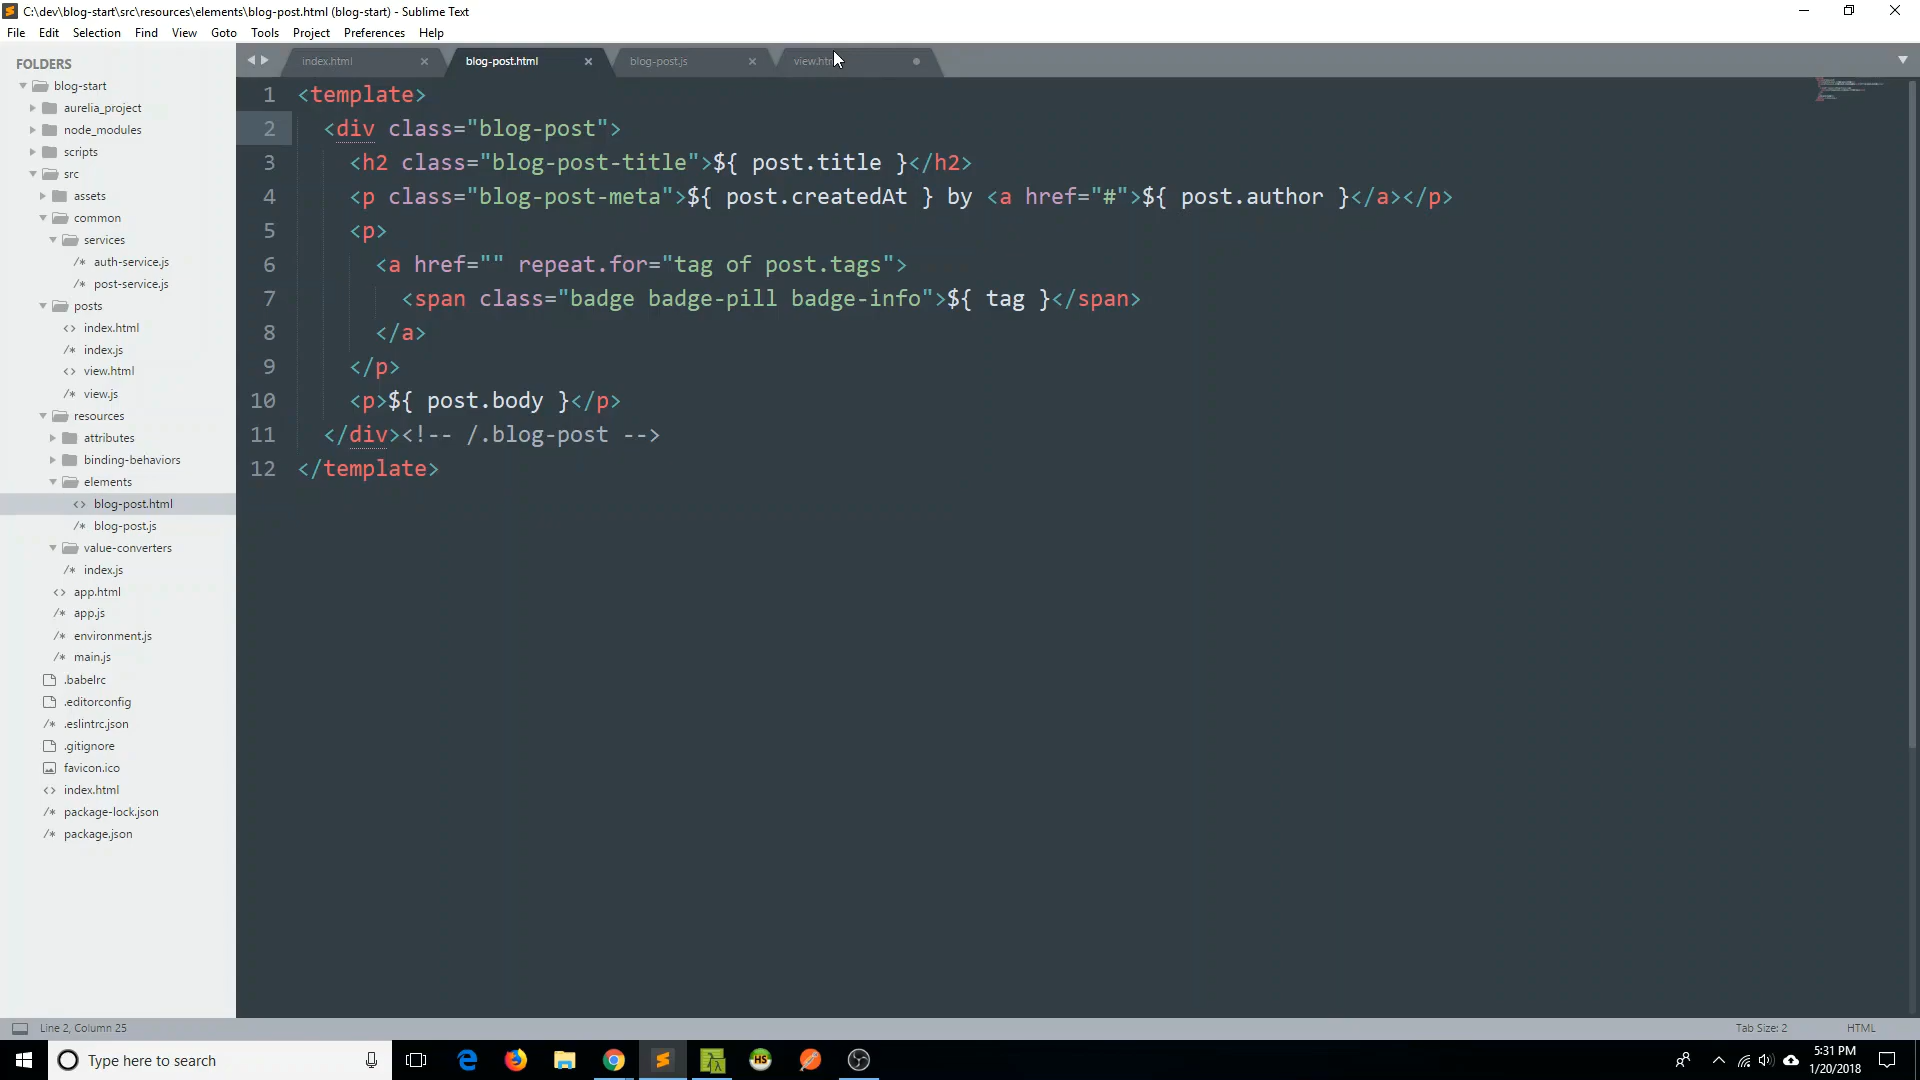 C:\dev\blog-start\src\resources\elements\blog-post.html (blog-start) - Sublime Text
File Edit Selection Find View Goto Tools Project Preferences Help
FOLDERS
blog-start
aurelia_project
node_modules
scripts
src
assets
common
services
auth-service.js
post-service.js
posts
index.html
index.js
view.html
view.js
resources
attributes
binding-behaviors
elements
blog-post.html
blog-post.js
value-converters
index.js
app.html
app.js
environment.js
main.js
.babelrc
.editorconfig
.eslintrc.json
.gitignore
favicon.ico
index.html
package-lock.json
package.json
index.html blog-post.html blog-post.js
1 <template>
2 <div class="blog-post">
3 <h2 class="blog-post-title">${ post.title }</h2>
4 <p class="blog-post-meta">${ post.createdAt } by <a href="#">${ post.author }</a></p>
5 <p>
6 <a href="" repeat.for="tag of post.tags">
7 <span class="badge badge-pill badge-info">${ tag }</span>
8 </a>
9 </p>
10 <p>${ post.body }</p>
11 </div><!-- /.blog-post -->
12 </template>
Line 2, Column 25
Tab Size: 2
HTML
Type here to search
HS
5:31 PM
1/20/2018